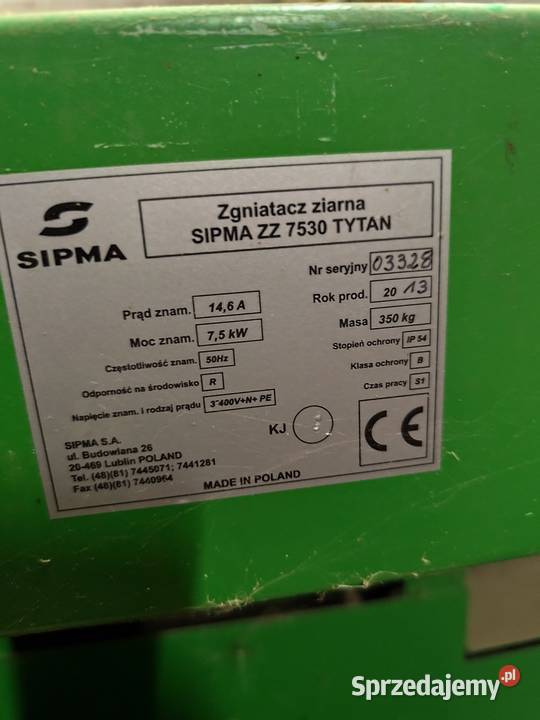 SIPMA
Zgniatacz ziarna
SIPMA ZZ 7530 TYTAN
Nr seryjny 03328
Prąd znam. 14,6 A
Rok prod. 20 13
Moc znam. 7,5 kW
Masa 350 kg
Częstotliwość znam. 50Hz
Stopień ochrony IP 54
Odporność na środowisko R
Klasa ochrony B
Napięcie znam. i rodzaj prądu 3~400V+N+ PE
Czas pracy S1
SIPMA S.A.
ul. Budowlana 26
20-469 Lublin POLAND
Tel. (48)(81) 7445071; 7441281
Fax (48)(81) 7440964
KJ
CE
MADE IN POLAND
Sprzedajemy.pl